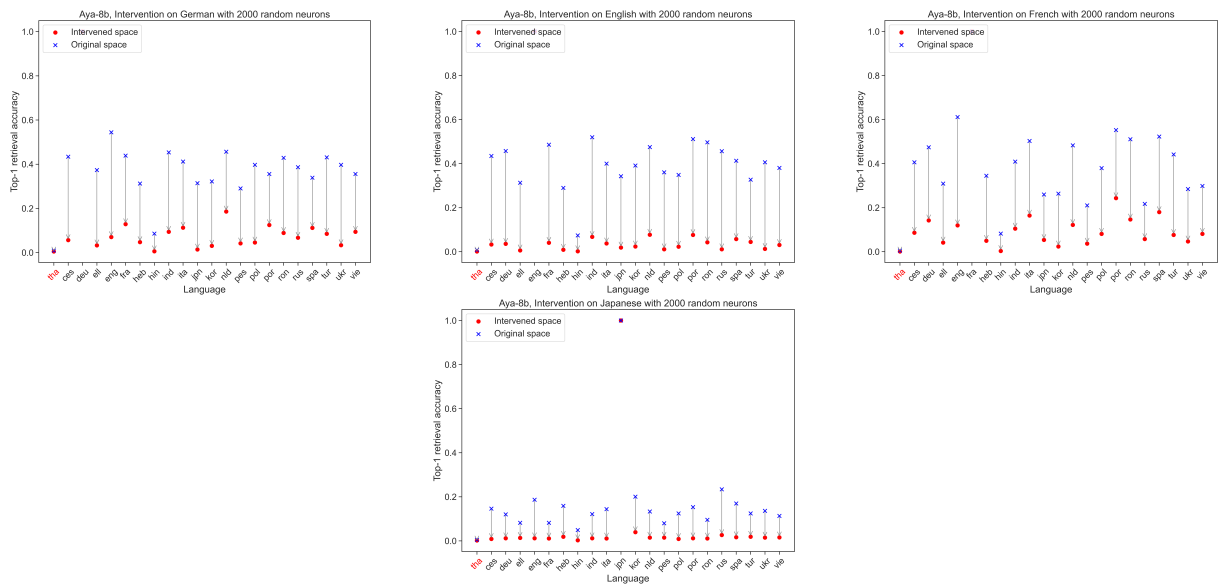 Aya-8b, Intervention on German with 2000 random neurons
Intervened space
Original space
Top-1 retrieval accuracy
1.0
0.8
0.6
0.4
0.2
0.0
tha ces deu ell eng fra heb hin ind ita jpn kor nld pes pol por ron rus spa tur ukr vie
Language
Aya-8b, Intervention on English with 2000 random neurons
Intervened space
Original space
Top-1 retrieval accuracy
1.0
0.8
0.6
0.4
0.2
0.0
tha ces deu ell eng fra heb hin ind ita jpn kor nld pes pol por ron rus spa tur ukr vie
Language
Aya-8b, Intervention on French with 2000 random neurons
Intervened space
Original space
Top-1 retrieval accuracy
1.0
0.8
0.6
0.4
0.2
0.0
tha ces deu ell eng fra heb hin ind ita jpn kor nld pes pol por ron rus spa tur ukr vie
Language
Aya-8b, Intervention on Japanese with 2000 random neurons
Intervened space
Original space
Top-1 retrieval accuracy
1.0
0.8
0.6
0.4
0.2
0.0
tha ces deu ell eng fra heb hin ind ita jpn kor nld pes pol por ron rus spa tur ukr vie
Language